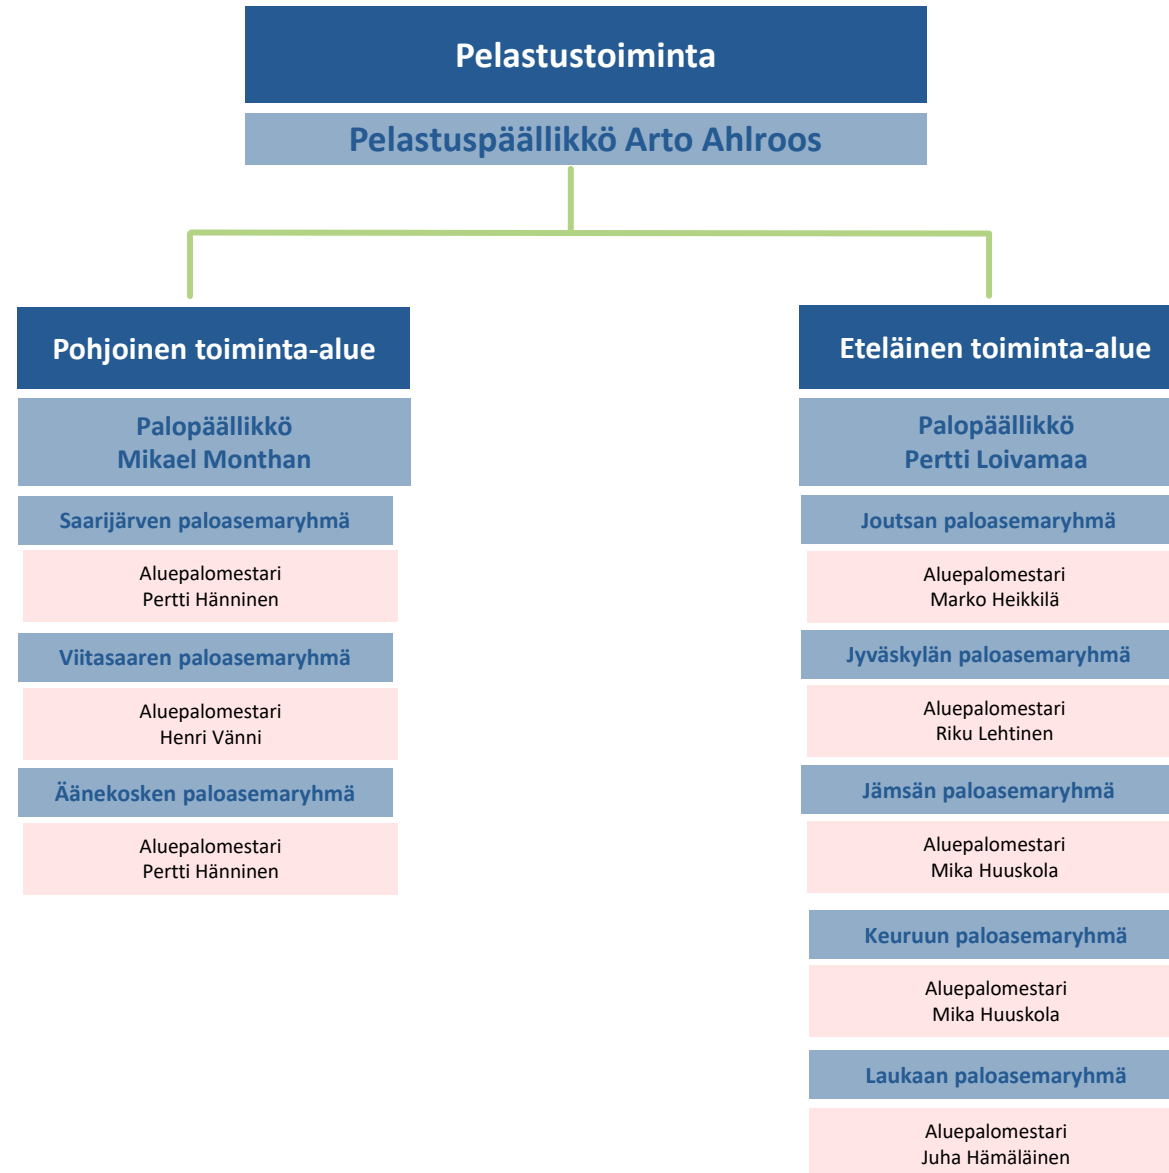 Pelastustoiminta
Pelastuspäällikkö Arto Ahlroos
Pohjoinen toiminta-alue
Palopäällikkö
Mikael Monthan
Saarijärven paloasemaryhmä
Aluepalomestari
Pertti Hänninen
Viitasaaren paloasemaryhmä
Aluepalomestari
Henri Vänni
Äänekosken paloasemaryhmä
Aluepalomestari
Pertti Hänninen
Eteläinen toiminta-alue
Palopäällikkö
Pertti Loivamaa
Joutsan paloasemaryhmä
Aluepalomestari
Marko Heikkilä
Jyväskylän paloasemaryhmä
Aluepalomestari
Riku Lehtinen
Jämsän paloasemaryhmä
Aluepalomestari
Mika Huuskola
Keuruun paloasemaryhmä
Aluepalomestari
Mika Huuskola
Laukaan paloasemaryhmä
Aluepalomestari
Juha Hämäläinen